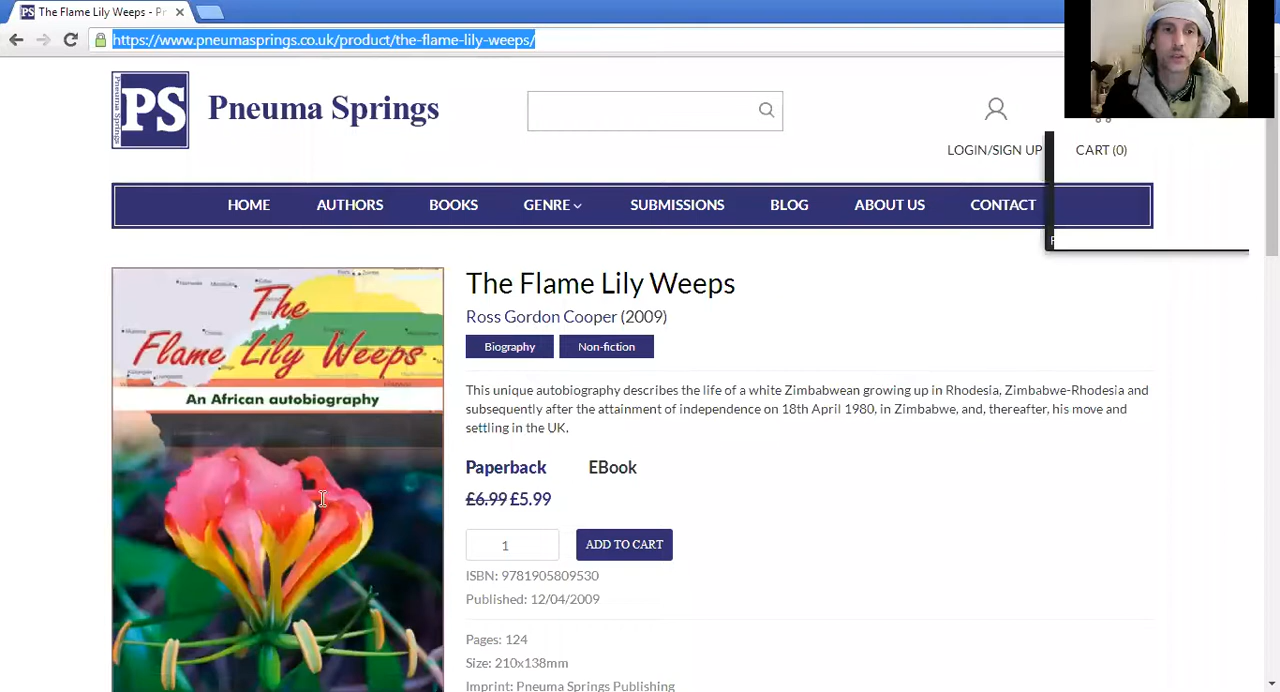 PS The Flame Lily Weeps - Pn
https://www.pneumasprings.co.uk/product/the-flame-lily-weeps/
Pneuma Springs
PS
Pneuma Springs
LOGIN/SIGN UP
CART (0)
HOME AUTHORS BOOKS GENRE SUBMISSIONS BLOG ABOUT US CONTACT
The
Flame Lily Weeps
An African autobiography
The Flame Lily Weeps
Ross Gordon Cooper (2009)
Biography Non-fiction
This unique autobiography describes the life of a white Zimbabwean growing up in Rhodesia, Zimbabwe-Rhodesia and
subsequently after the attainment of independence on 18th April 1980, in Zimbabwe, and, thereafter, his move and
settling in the UK.
Paperback EBook
£6.99 £5.99
1 ADD TO CART
ISBN: 9781905809530
Published: 12/04/2009
Pages: 124
Size: 210x138mm
Imprint: Pneuma Springs Publishing